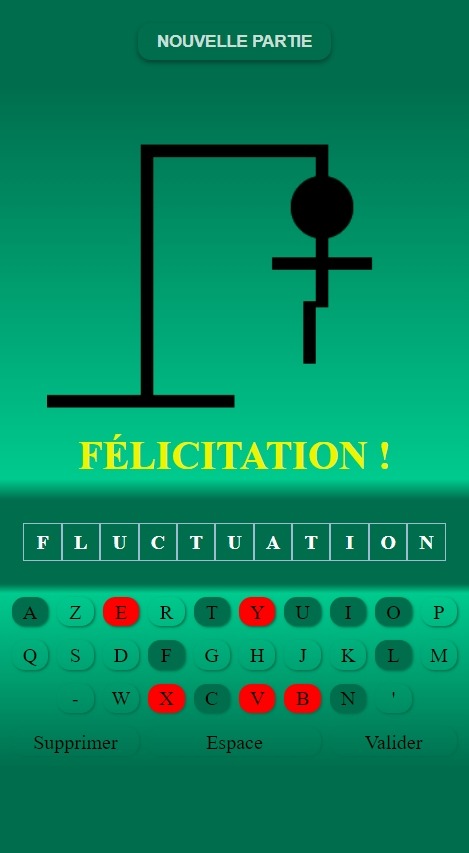 NOUVELLE PARTIE
FÉLICITATION !
F L U C T U A T I O N
A Z E R T Y U I O P
Q S D F G H J K L M
- W X C V B N '
Supprimer Espace Valider